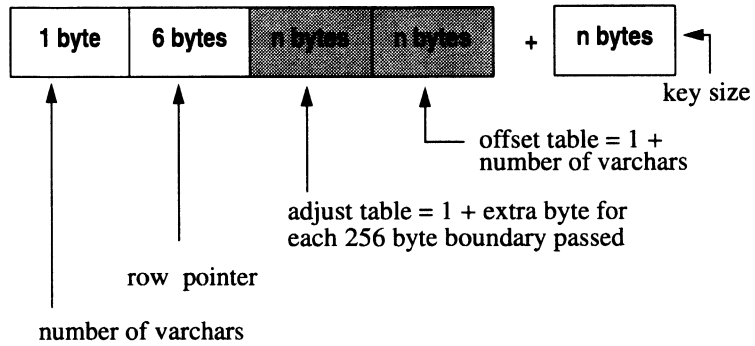 1 byte 6 bytes n bytes n bytes + n bytes
key size
offset table = 1 +
number of varchars
adjust table = 1 + extra byte for
each 256 byte boundary passed
row pointer
number of varchars